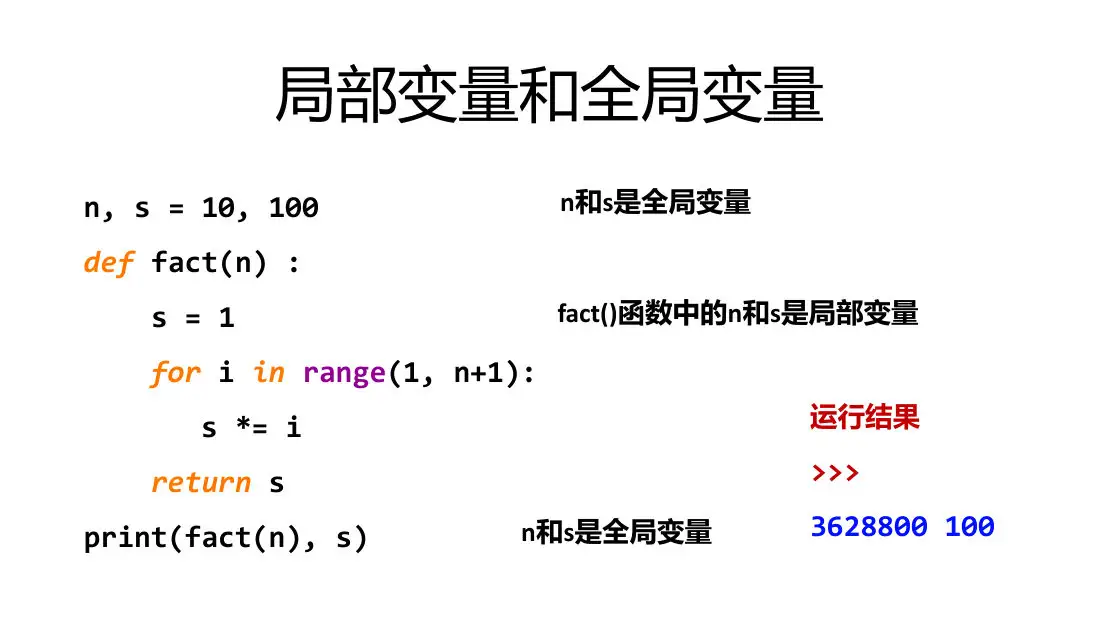 局部变量和全局变量
n, s = 10, 100
n和s是全局变量
def fact(n) :
s = 1
fact()函数中的n和s是局部变量
for i in range(1, n+1):
s *= i
运行结果
return s
>>>
print(fact(n), s)
n和s是全局变量
3628800 100